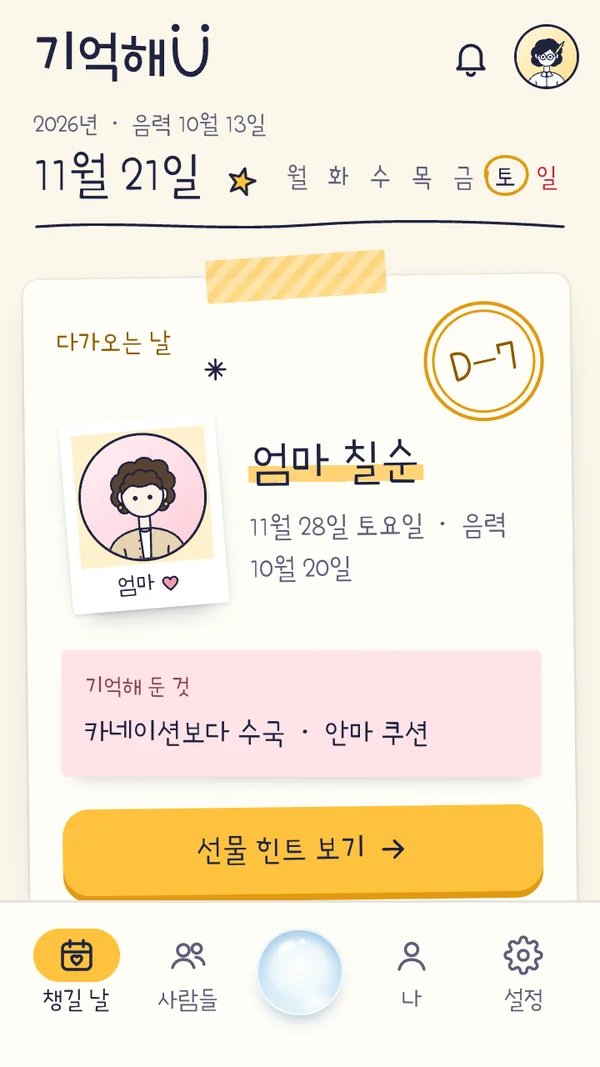 기억해U
2026년 · 음력 10월 13일
11월 21일
월 화 수 목 금 토 일
다가오는 날
D-7
엄마 칠순
11월 28일 토요일 · 음력
10월 20일
엄마
기억해 둔 것
카네이션보다 수국 · 안마 쿠션
선물 힌트 보기 →
챙길 날
사람들
나
설정